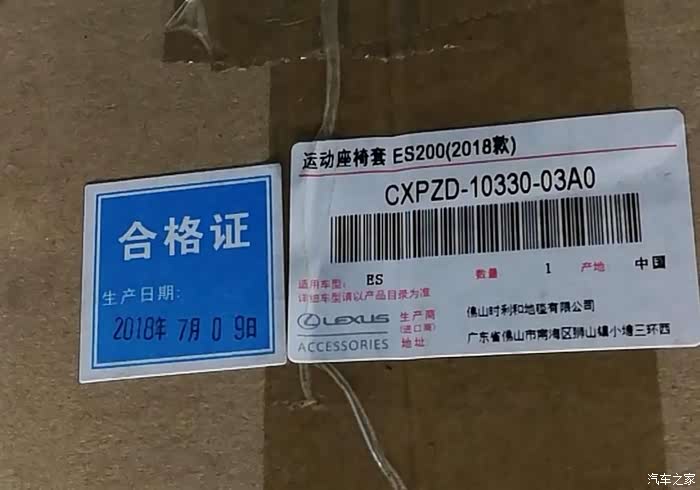 合格证
生产日期:
2018年 7月 0 9日
运动座椅套 ES200(2018款)
CXPZD-10330-03A0
适用车型: ES 数量 1 产地 中国
详细车型请以产品目录为准
LEXUS
ACCESSORIES
生产商 佛山时利和地毯有限公司
(进口商)
地址 广东省佛山市南海区狮山镇小塘三环西
汽车之家